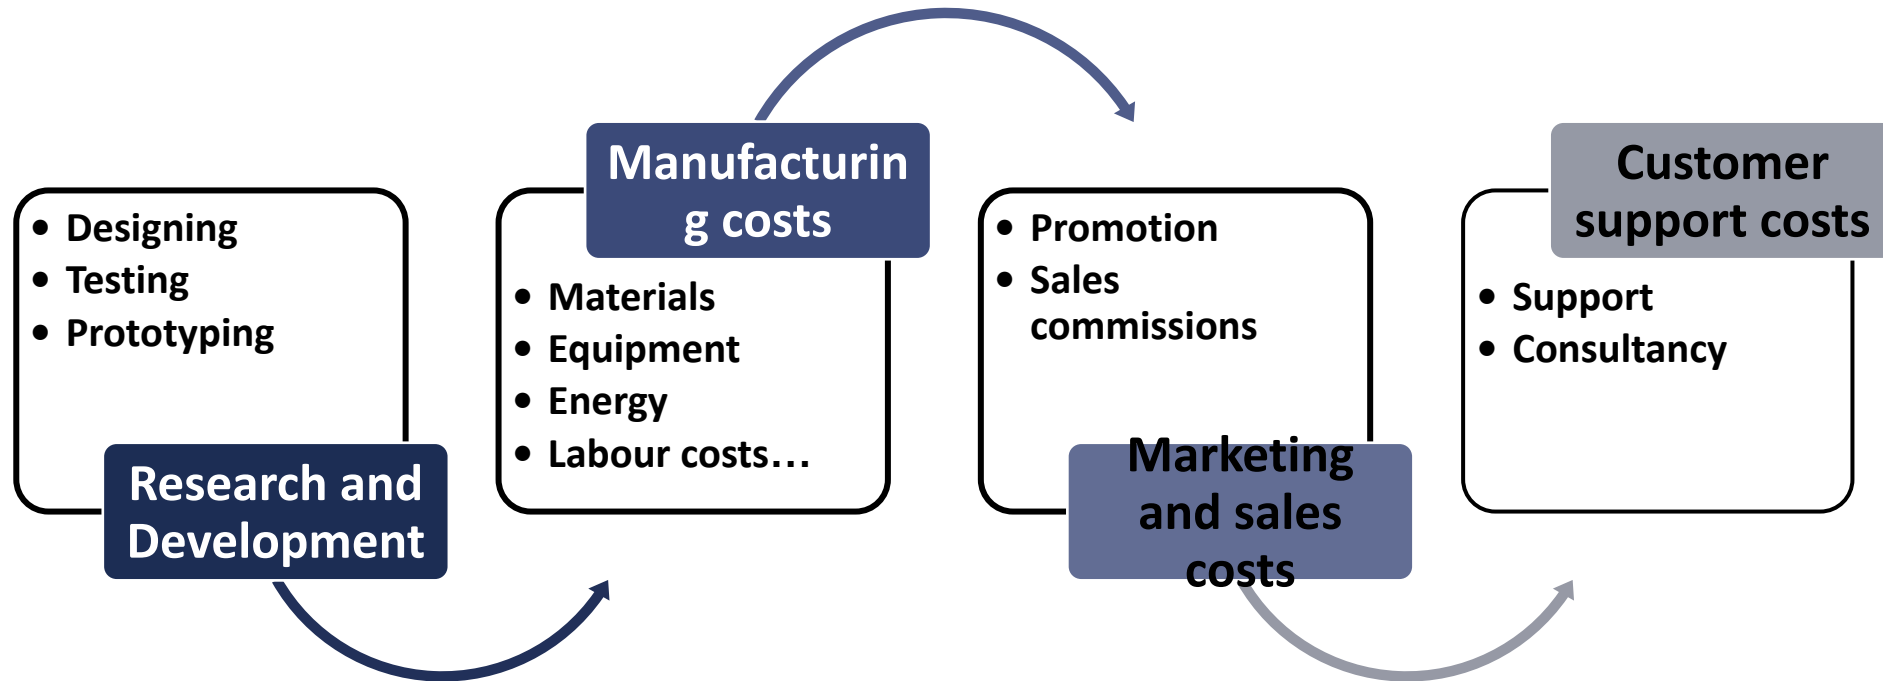 • Designing
• Testing
• Prototyping
Research and
Development
Manufacturin
g costs
• Materials
• Equipment
• Energy
• Labour costs…
• Promotion
• Sales
commissions
Marketing
and sales
costs
Customer
support costs
• Support
• Consultancy